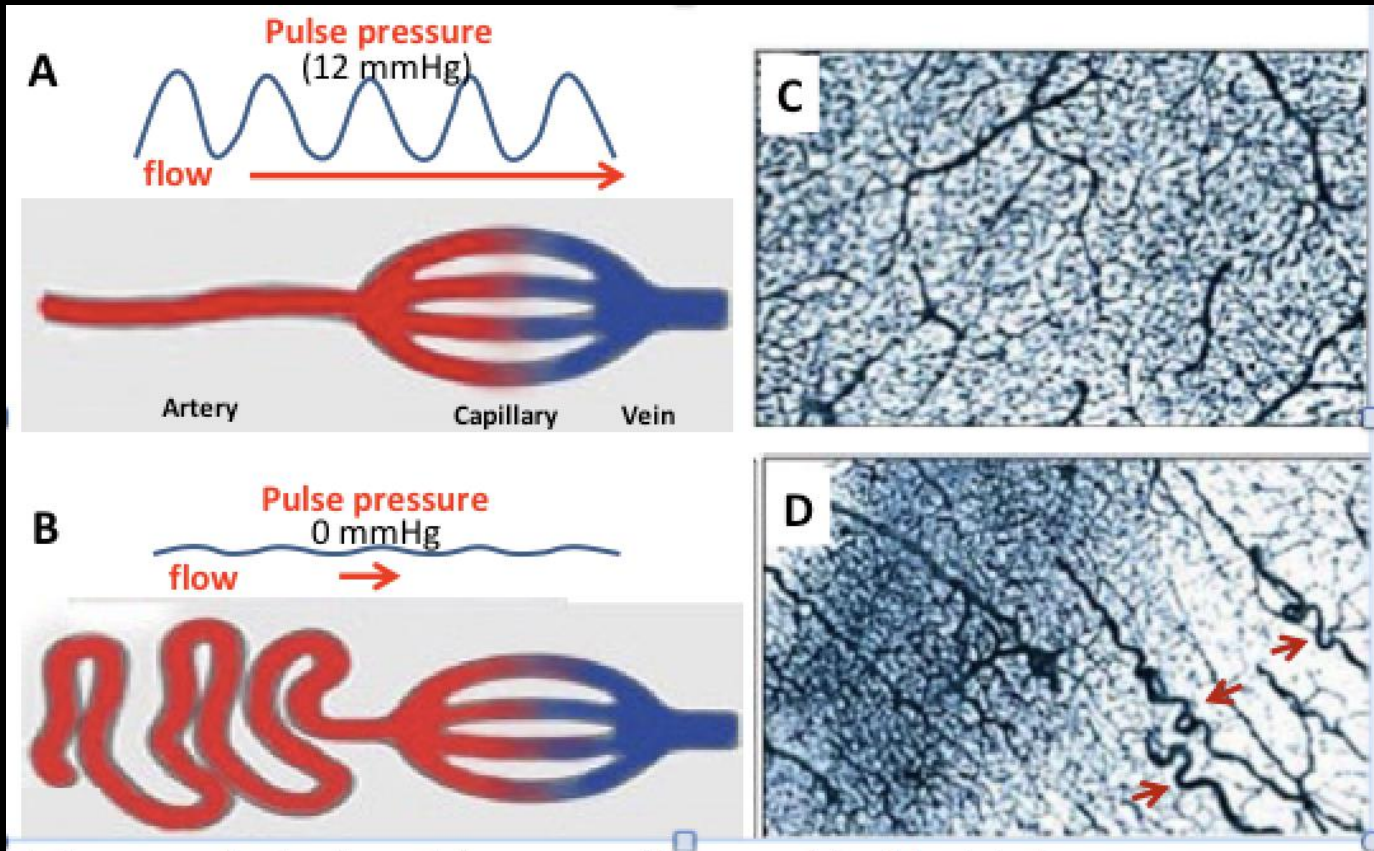 A
Pulse pressure
(12 mmHg)
flow
Artery
Capillary
Vein
B
Pulse pressure
0 mmHg
flow
C
D